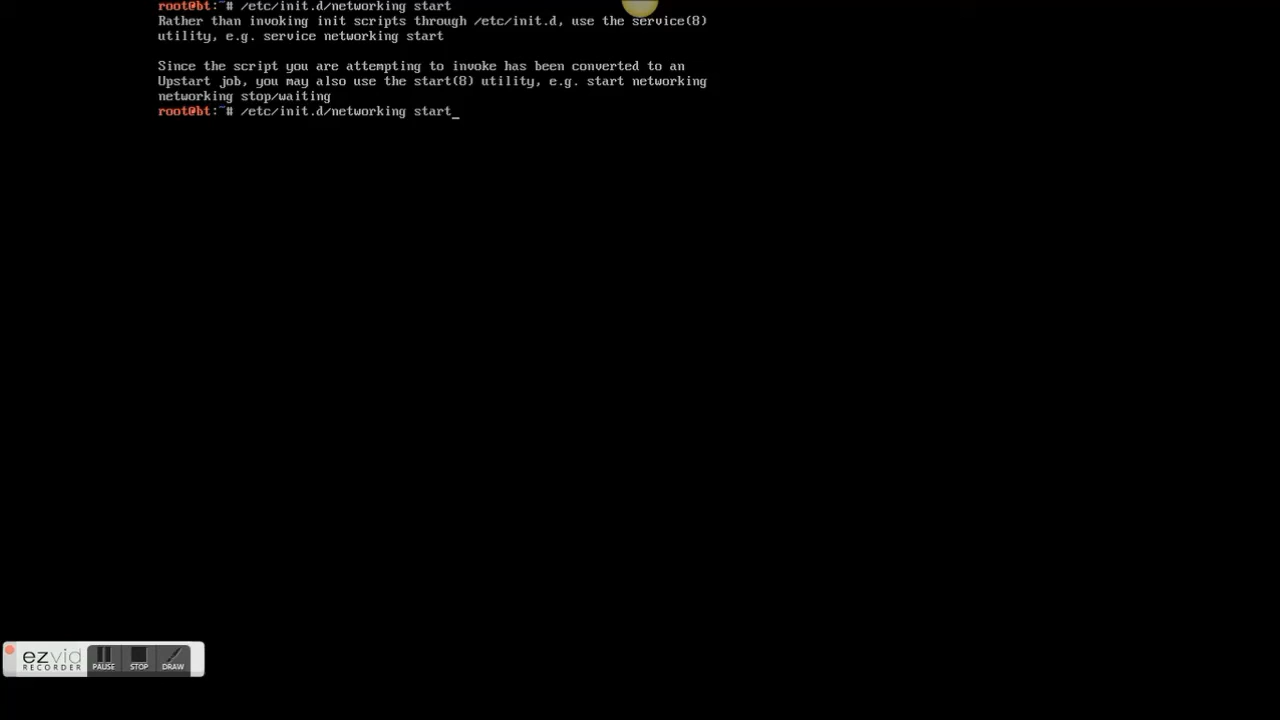 root@bt:~# /etc/init.d/networking start
Rather than invoking init scripts through /etc/init.d, use the service(8)
utility, e.g. service networking start
Since the script you are attempting to invoke has been converted to an
Upstart job, you may also use the start(8) utility, e.g. start networking
networking stop/waiting
root@bt:~# /etc/init.d/networking start_
ezvid
RECORDER
PAUSE
STOP
DRAW